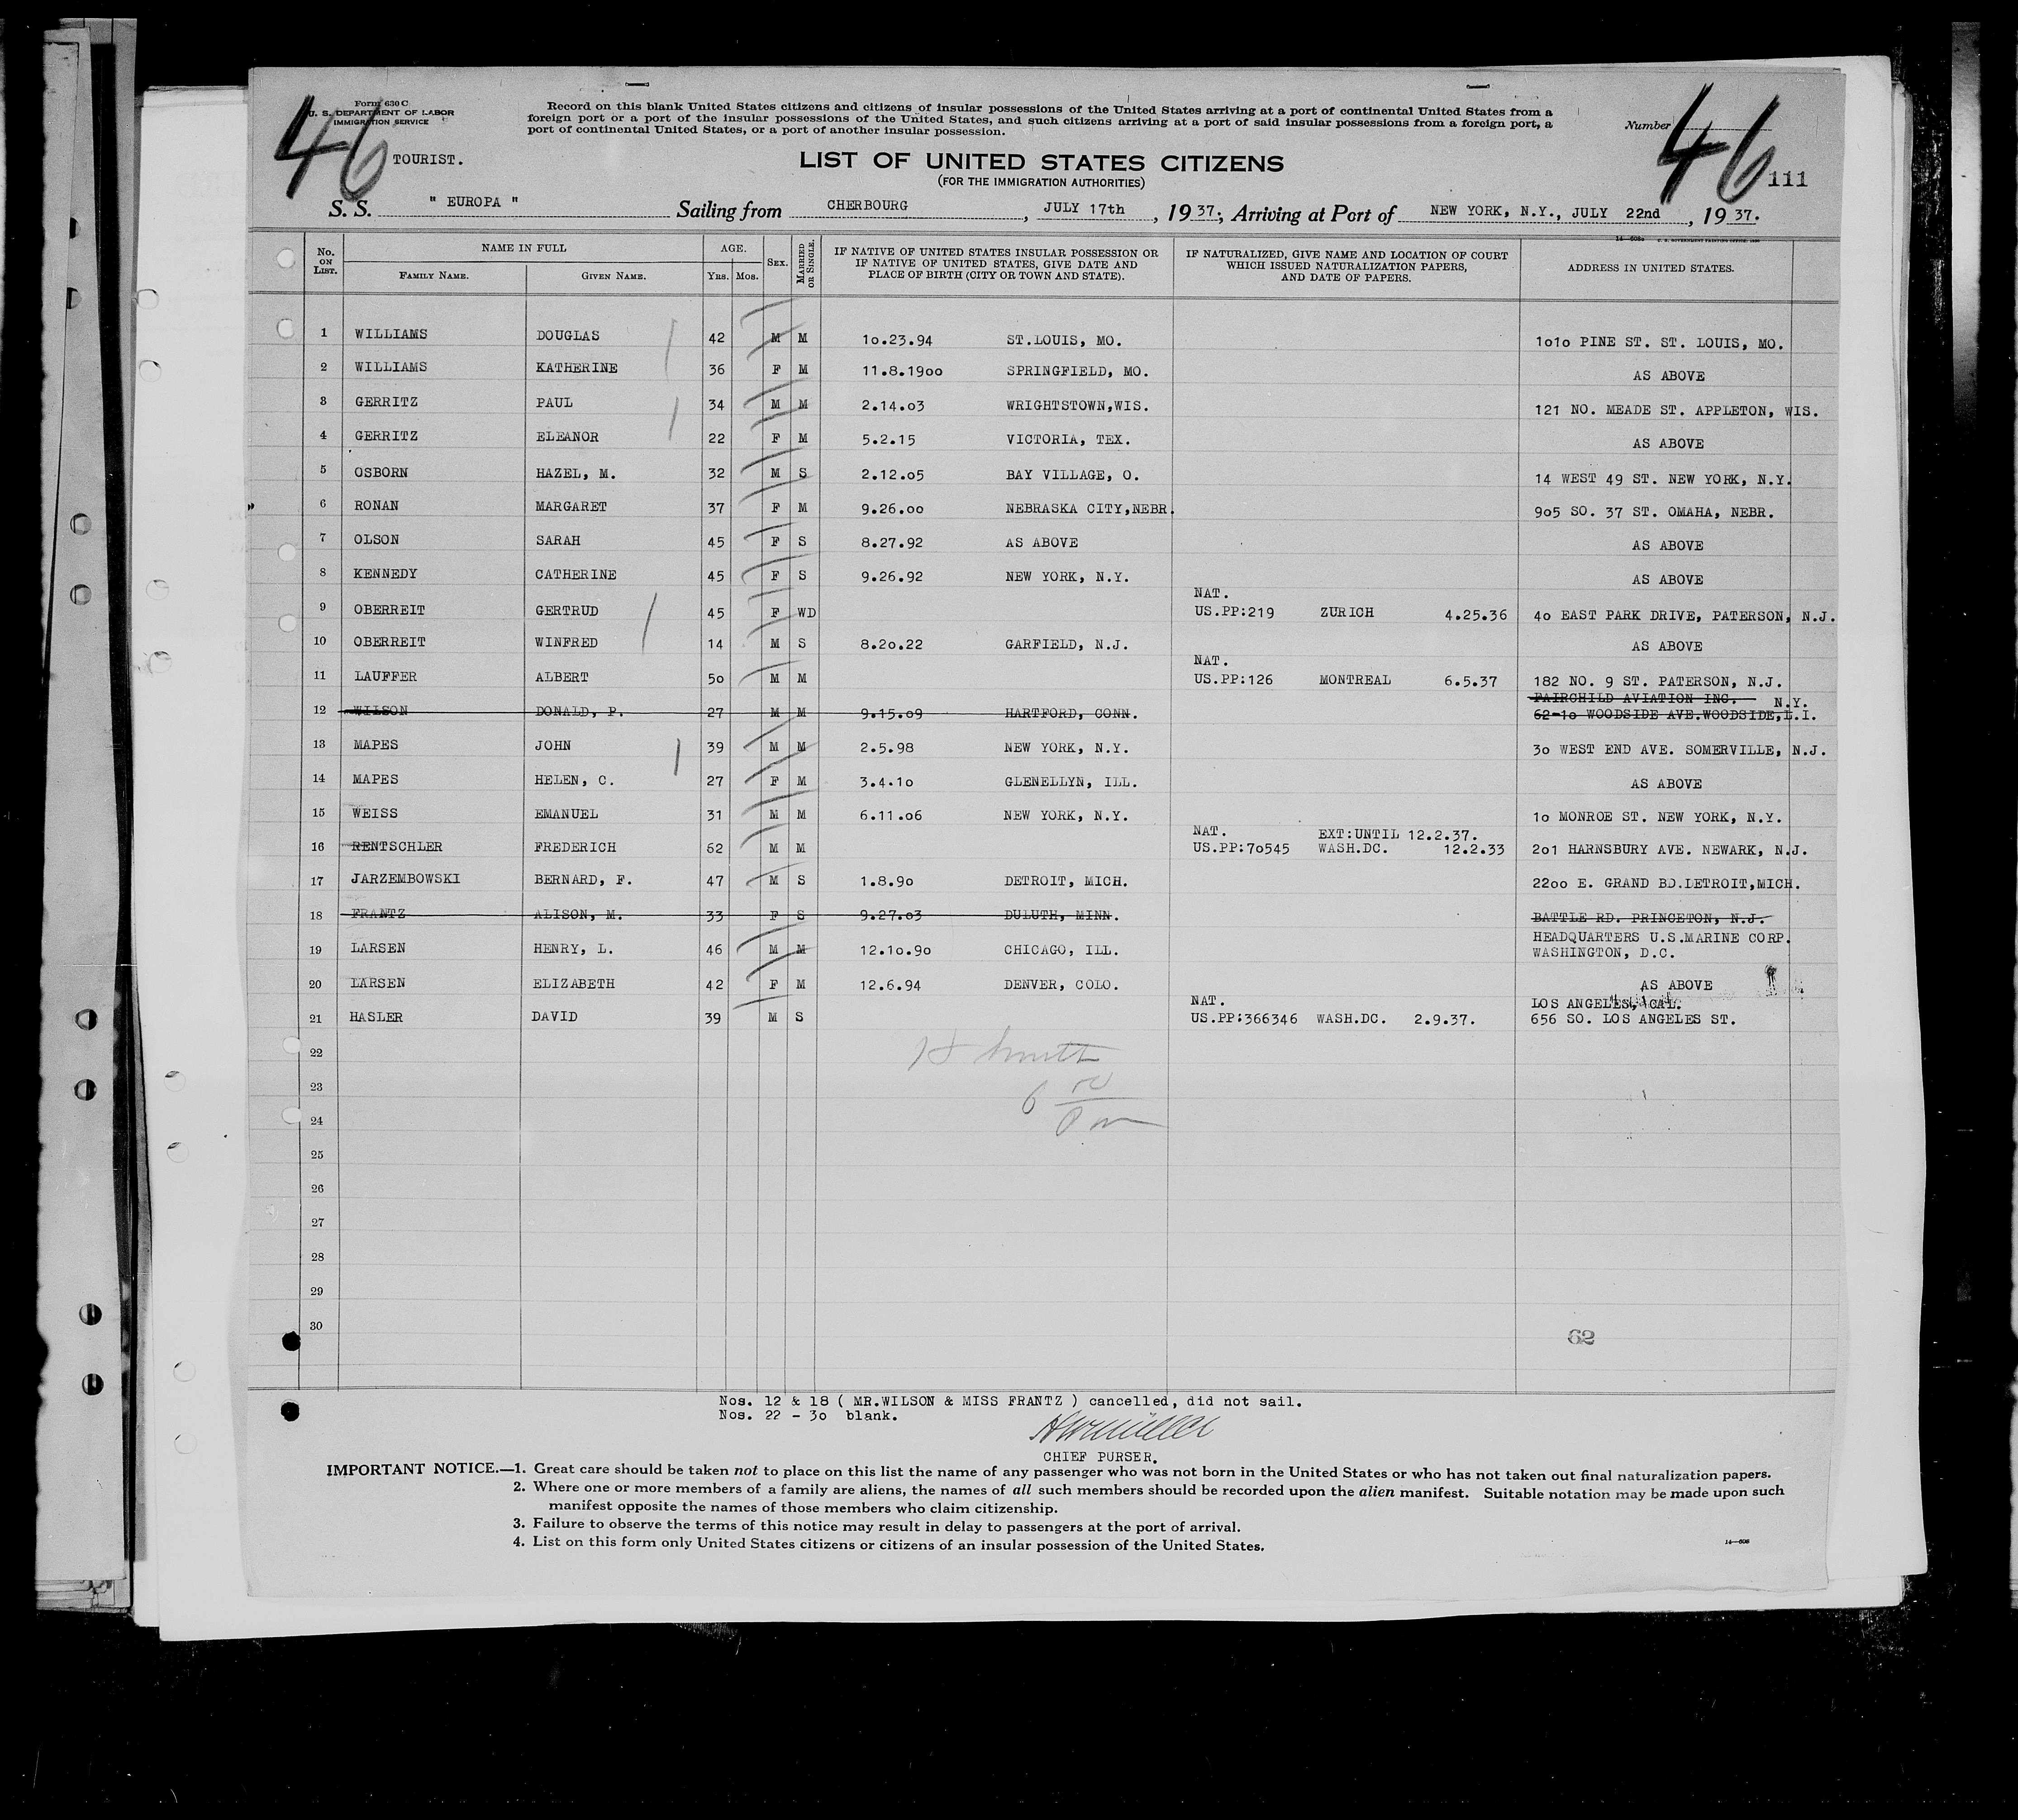 Form 630 C
U. S. DEPARTMENT OF LABOR
IMMIGRATION SERVICE
46
TOURIST.
Record on this blank United States citizens and citizens of insular possessions of the United States arriving at a port of continental United States from a
foreign port or a port of the insular possessions of the United States, and such citizens arriving at a port of said insular possessions from a foreign port, a
port of continental United States, or a port of another insular possession.
Number
46
111
LIST OF UNITED STATES CITIZENS
(FOR THE IMMIGRATION AUTHORITIES)
S. S. " EUROPA " Sailing from CHERBOURG, JULY 17th, 1937; Arriving at Port of NEW YORK, N.Y., JULY 22nd, 1937.
No. ON LIST. NAME IN FULL FAMILY NAME. GIVEN NAME. AGE. YRS. MOS. SEX. MARRIED OR SINGLE. IF NATIVE OF UNITED STATES INSULAR POSSESSION OR IF NATIVE OF UNITED STATES, GIVE DATE AND PLACE OF BIRTH (CITY OR TOWN AND STATE). IF NATURALIZED, GIVE NAME AND LOCATION OF COURT WHICH ISSUED NATURALIZATION PAPERS, AND DATE OF PAPERS. ADDRESS IN UNITED STATES.
1 WILLIAMS DOUGLAS 42 M M 1o.23.94 ST.LOUIS, MO. 1o1o PINE ST. ST. LOUIS, MO.
2 WILLIAMS KATHERINE 36 F M 11.8.19oo SPRINGFIELD, MO. AS ABOVE
3 GERRITZ PAUL 34 M M 2.14.o3 WRIGHTSTOWN,WIS. 121 NO. MEADE ST. APPLETON, WIS.
4 GERRITZ ELEANOR 22 F M 5.2.15 VICTORIA, TEX. AS ABOVE
5 OSBORN HAZEL, M. 32 M S 2.12.o5 BAY VILLAGE, O. 14 WEST 49 ST. NEW YORK, N.Y.
6 RONAN MARGARET 37 F M 9.26.oo NEBRASKA CITY,NEBR. 9o5 SO. 37 ST. OMAHA, NEBR.
7 OLSON SARAH 45 F S 8.27.92 AS ABOVE AS ABOVE
8 KENNEDY CATHERINE 45 F S 9.26.92 NEW YORK, N.Y. AS ABOVE
NAT.
9 OBERREIT GERTRUD 45 F WD US.PP:219 ZURICH 4.25.36 4o EAST PARK DRIVE, PATERSON, N.J.
10 OBERREIT WINFRED 14 M S 8.2o.22 GARFIELD, N.J. AS ABOVE
NAT.
11 LAUFFER ALBERT 5o M M US.PP:126 MONTREAL 6.5.37 182 NO. 9 ST. PATERSON, N.J.
FAIRCHILD AVIATION INC. N.Y.
12 WILSON DONALD, P. 27 M M 9.15.o9 HARTFORD, CONN. 62-1o WOODSIDE AVE.WOODSIDE,L.I.
13 MAPES JOHN 39 M M 2.5.98 NEW YORK, N.Y. 3o WEST END AVE. SOMERVILLE, N.J.
14 MAPES HELEN, C. 27 F M 3.4.1o GLENELLYN, ILL. AS ABOVE
15 WEISS EMANUEL 31 M M 6.11.o6 NEW YORK, N.Y. 1o MONROE ST. NEW YORK, N.Y.
NAT. EXT:UNTIL 12.2.37.
16 RENTSCHLER FREDERICH 62 M M US.PP:7o545 WASH.DC. 12.2.33 2o1 HARNSBURY AVE. NEWARK, N.J.
17 JARZEMBOWSKI BERNARD, F. 47 M S 1.8.9o DETROIT, MICH. 22oo E. GRAND BD.DETROIT,MICH.
18 FRANTZ ALISON, M. 33 F S 9.27.o3 DULUTH, MINN. BATTLE RD. PRINCETON, N.J.
HEADQUARTERS U.S.MARINE CORP.
19 LARSEN HENRY, L. 46 M M 12.1o.9o CHICAGO, ILL. WASHINGTON, D.C.
20 LARSEN ELIZABETH 42 F M 12.6.94 DENVER, COLO. AS ABOVE
NAT. LOS ANGELES, CAL.
21 HASLER DAVID 39 M S US.PP:366346 WASH.DC. 2.9.37. 656 SO. LOS ANGELES ST.
22
23
24
25
26
27
28
29
30
62
Nos. 12 & 18 ( MR.WILSON & MISS FRANTZ ) cancelled, did not sail.
Nos. 22 - 3o blank.
CHIEF PURSER.
IMPORTANT NOTICE.—1. Great care should be taken not to place on this list the name of any passenger who was not born in the United States or who has not taken out final naturalization papers.
2. Where one or more members of a family are aliens, the names of all such members should be recorded upon the alien manifest. Suitable notation may be made upon such
manifest opposite the names of those members who claim citizenship.
3. Failure to observe the terms of this notice may result in delay to passengers at the port of arrival.
4. List on this form only United States citizens or citizens of an insular possession of the United States.
14—608